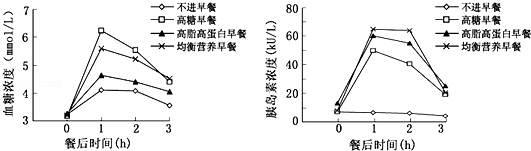 不进早餐
高糖早餐
高脂高蛋白早餐
均衡营养早餐
血糖浓度(mmol/L)
7
6
5
4
3
0 1 2 3
餐后时间(h)
不进早餐
高糖早餐
高脂高蛋白早餐
均衡营养早餐
胰岛素浓度(kU/L)
80
60
40
20
0
0 1 2 3
餐后时间(h)